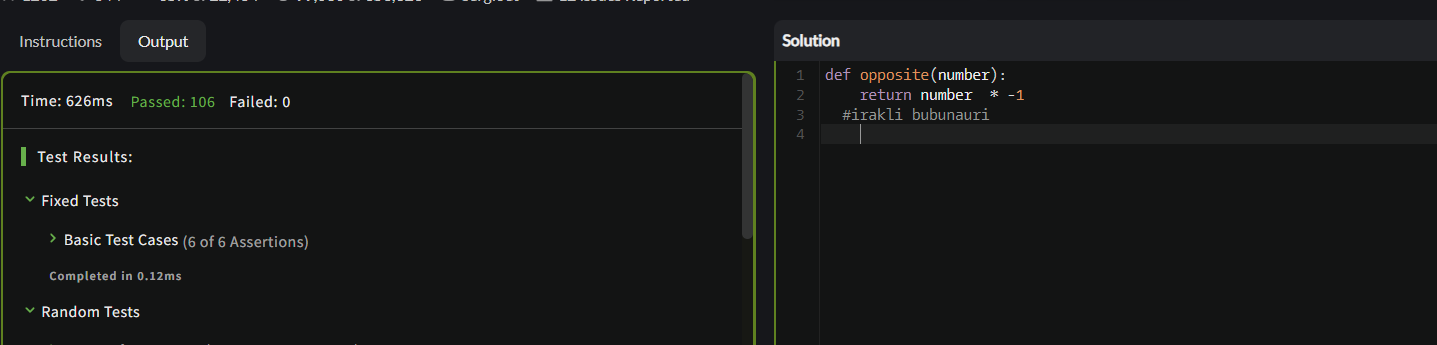 Instructions
Output
Time: 626ms Passed: 106 Failed: 0
Test Results:
Fixed Tests
Basic Test Cases (6 of 6 Assertions)
Completed in 0.12ms
Random Tests
Solution
1 def opposite(number):
2 return number * -1
3 #irakli bubunauri
4